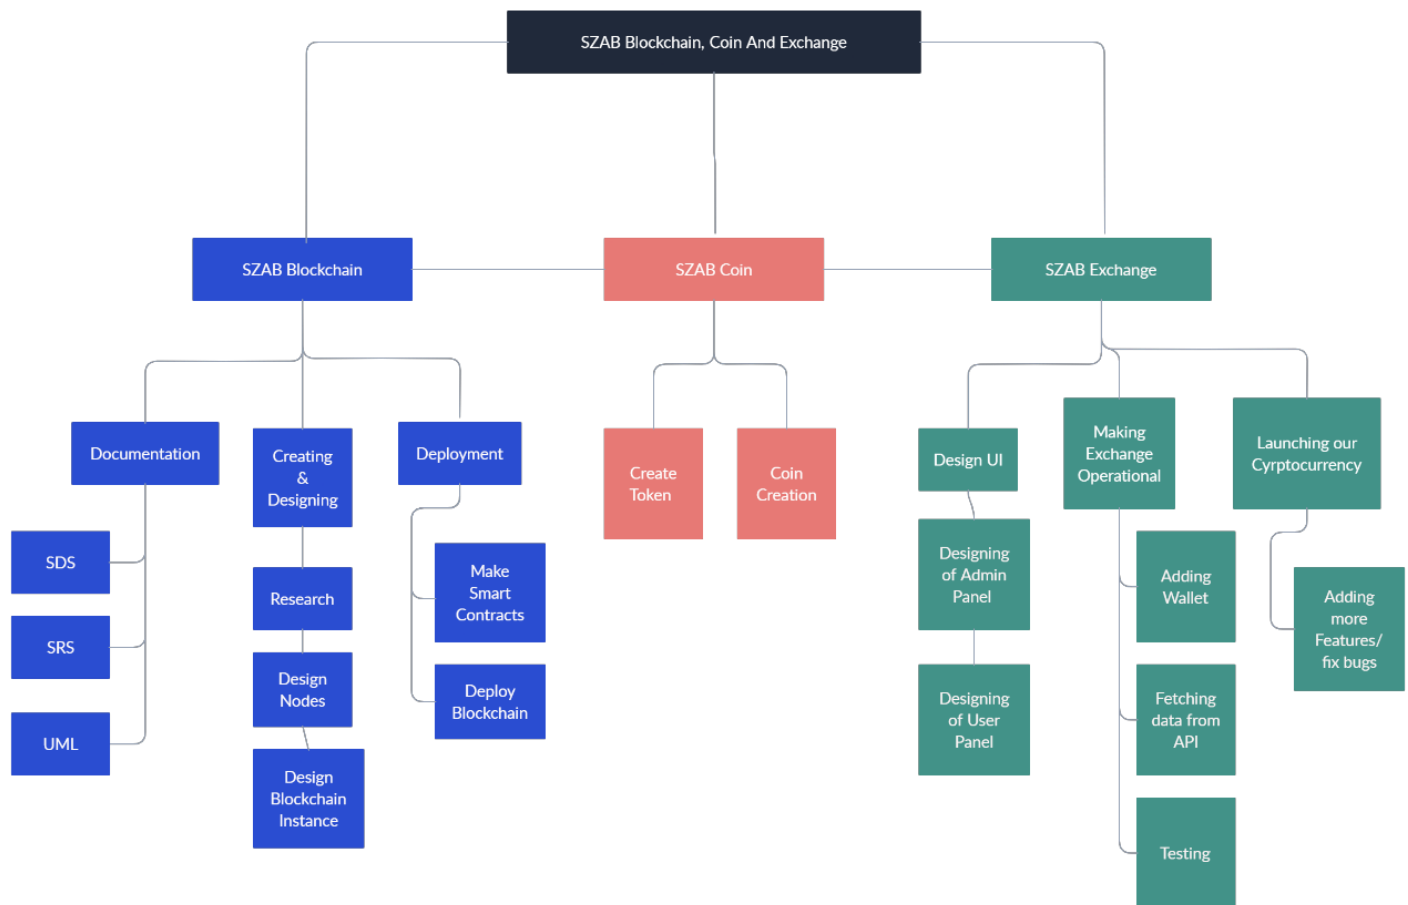 SZAB Blockchain, Coin And Exchange
SZAB Blockchain
SZAB Coin
SZAB Exchange
Documentation
SDS
SRS
UML
Creating
&
Designing
Research
Design
Nodes
Design
Blockchain
Instance
Deployment
Make
Smart
Contracts
Deploy
Blockchain
Create
Token
Coin
Creation
Design UI
Designing
of Admin
Panel
Designing
of User
Panel
Making
Exchange
Operational
Adding
Wallet
Fetching
data from
API
Testing
Launching our
Cyrptocurrency
Adding
more
Features/
fix bugs